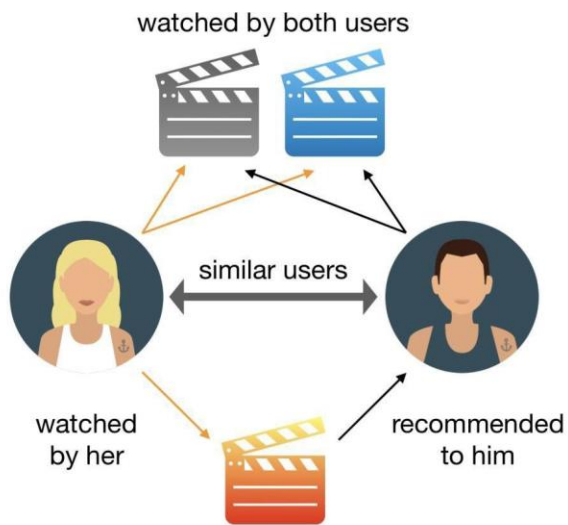 watched by both users
similar users
watched
by her
recommended
to him